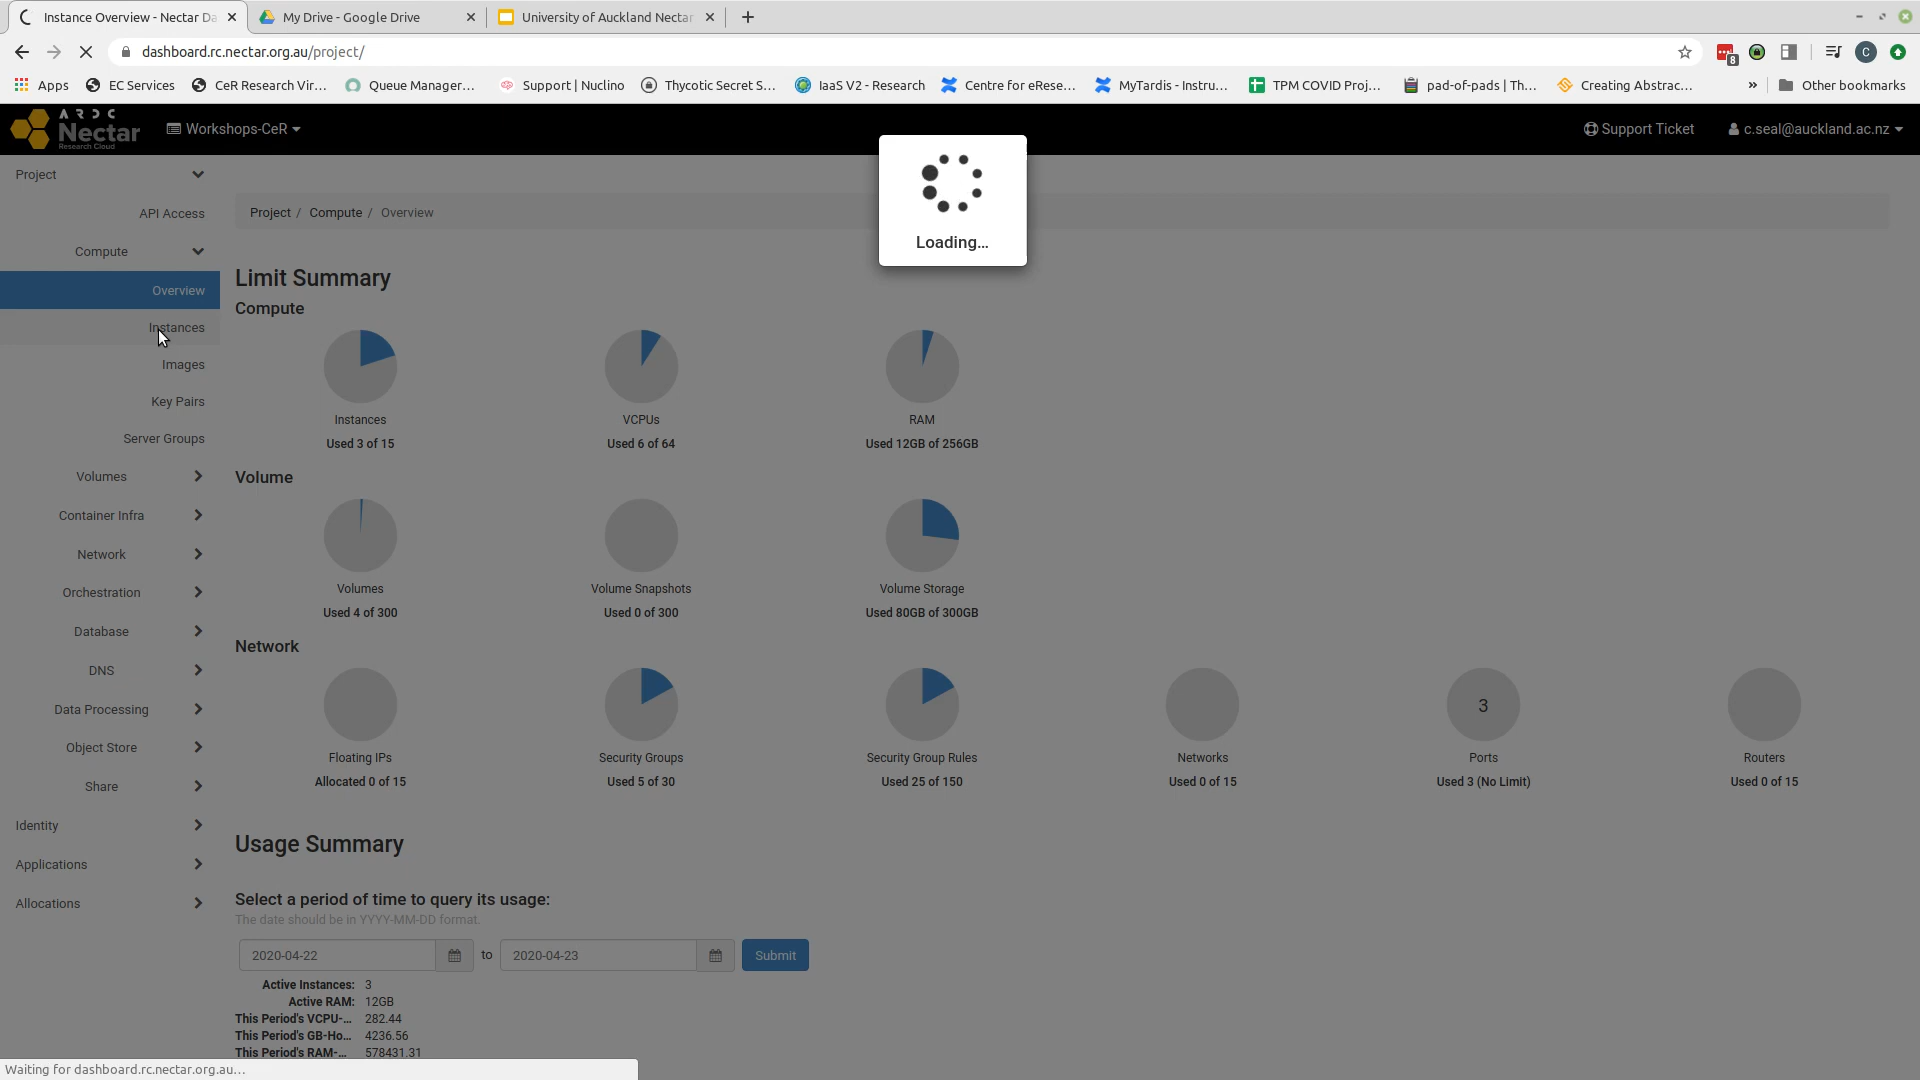 Instance Overview - Nectar Da
My Drive - Google Drive
University of Auckland Nectar
dashboard.rc.nectar.org.au/project/
8
C
Apps
EC Services
CeR Research Vir...
Queue Manager...
Support | Nuclino
Thycotic Secret S...
IaaS V2 - Research
Centre for eRese...
MyTardis - Instru...
TPM COVID Proj...
pad-of-pads | Th...
Creating Abstrac...
»
Other bookmarks
Nectar
Research Cloud
Workshops-CeR
Support Ticket
c.seal@auckland.ac.nz
Loading...
Project
API Access
Compute
Overview
Instances
Images
Key Pairs
Server Groups
Volumes
Container Infra
Network
Orchestration
Database
DNS
Data Processing
Object Store
Share
Identity
Applications
Allocations
Project / Compute / Overview
Limit Summary
Compute
Instances
Used 3 of 15
VCPUs
Used 6 of 64
RAM
Used 12GB of 256GB
Volume
Volumes
Used 4 of 300
Volume Snapshots
Used 0 of 300
Volume Storage
Used 80GB of 300GB
Network
Floating IPs
Allocated 0 of 15
Security Groups
Used 5 of 30
Security Group Rules
Used 25 of 150
Networks
Used 0 of 15
3
Ports
Used 3 (No Limit)
Routers
Used 0 of 15
Usage Summary
Select a period of time to query its usage:
The date should be in YYYY-MM-DD format.
2020-04-22 to 2020-04-23 Submit
Active Instances: 3
Active RAM: 12GB
This Period's VCPU-... 282.44
This Period's GB-Ho... 4236.56
This Period's RAM-... 578431.31
Waiting for dashboard.rc.nectar.org.au...